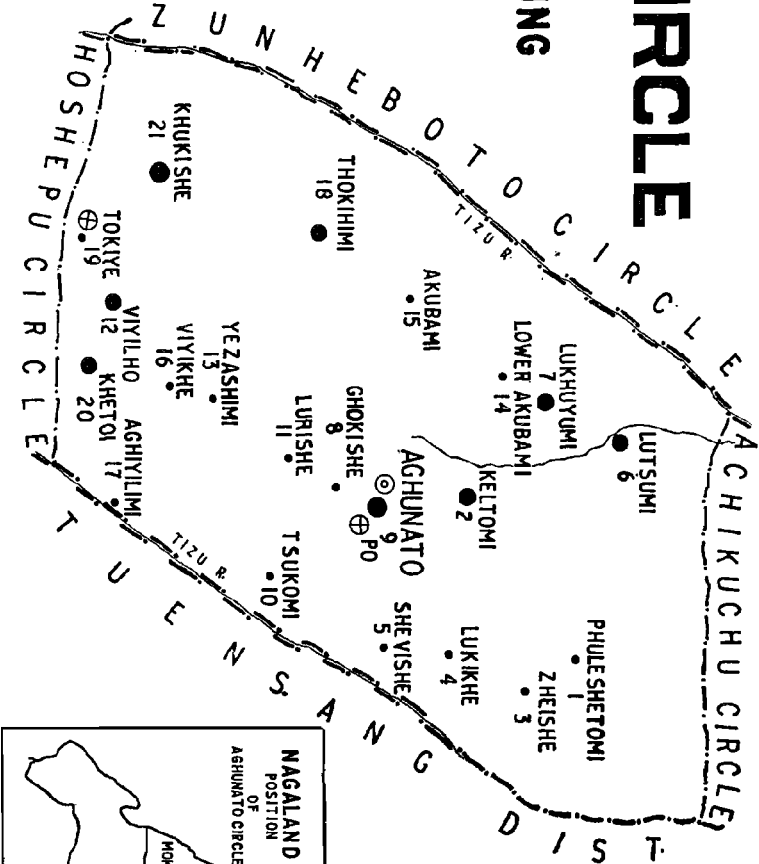 IRCLE
NG
ZUNHEBOTO CIRCLE
HOSHEPU CIRCLE
ACHIKUCHU CIRCLE
TUENSANG DIST.
TIZU R.
TIZU R.
PHULESHETOMI
1
ZHEISHE
3
LUKIKHE
4
SHEVISHE
5
LUTSUMI
6
LUKHUYUMI
7
LOWER AKUBAMI
14
KELTOMI
2
AKUBAMI
15
AGHUNATO
9
PO
GHOKISHE
8
LURISHE
11
TSUKOMI
10
THOKIHIMI
18
YEZASHIMI
13
VIYIKHE
16
KHUKISHE
21
TOKIYE
19
VIYILHO
12
KHETOI
20
AGHIYILIMI
17
NAGALAND
POSITION
OF
AGHUNATO CIRCLE